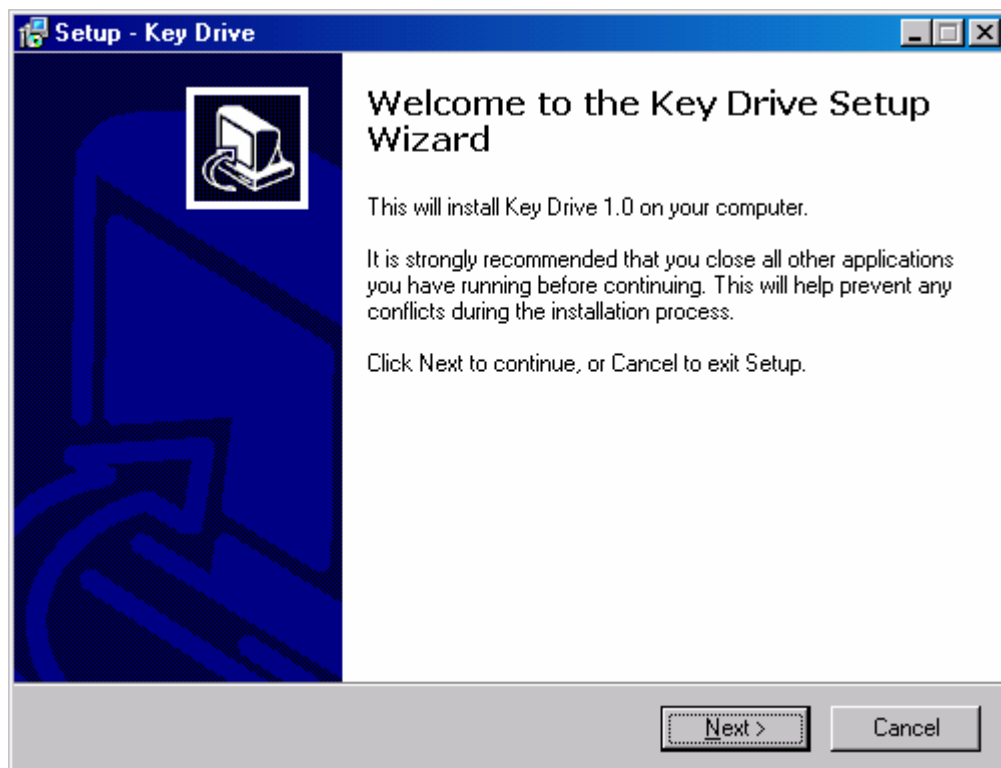 Setup - Key Drive
Welcome to the Key Drive Setup
Wizard
This will install Key Drive 1.0 on your computer.
It is strongly recommended that you close all other applications
you have running before continuing. This will help prevent any
conflicts during the installation process.
Click Next to continue, or Cancel to exit Setup.
Next >
Cancel